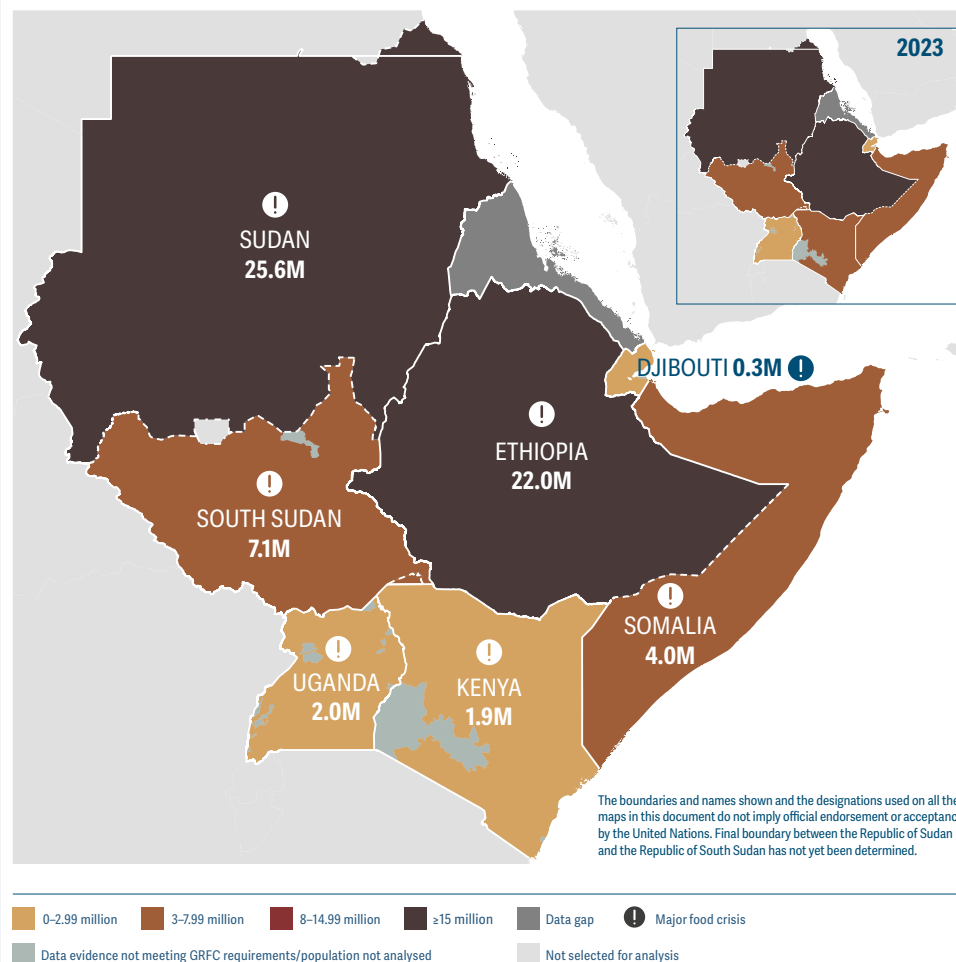 2023
SUDAN
25.6M
DJIBOUTI 0.3M
ETHIOPIA
22.0M
SOUTH SUDAN
7.1M
SOMALIA
4.0M
UGANDA
2.0M
KENYA
1.9M
The boundaries and names shown and the designations used on all the
maps in this document do not imply official endorsement or
by the United Nations. Final boundary between the Republic of Sudan
and the Republic of South Sudan has not yet been determined.
0–2.99 million
3–7.99 million
8–14.99 million
≥15 million
Data gap
Major food crisis
Data evidence not meeting GRFC requirements/population not analysed
Not selected for analysis